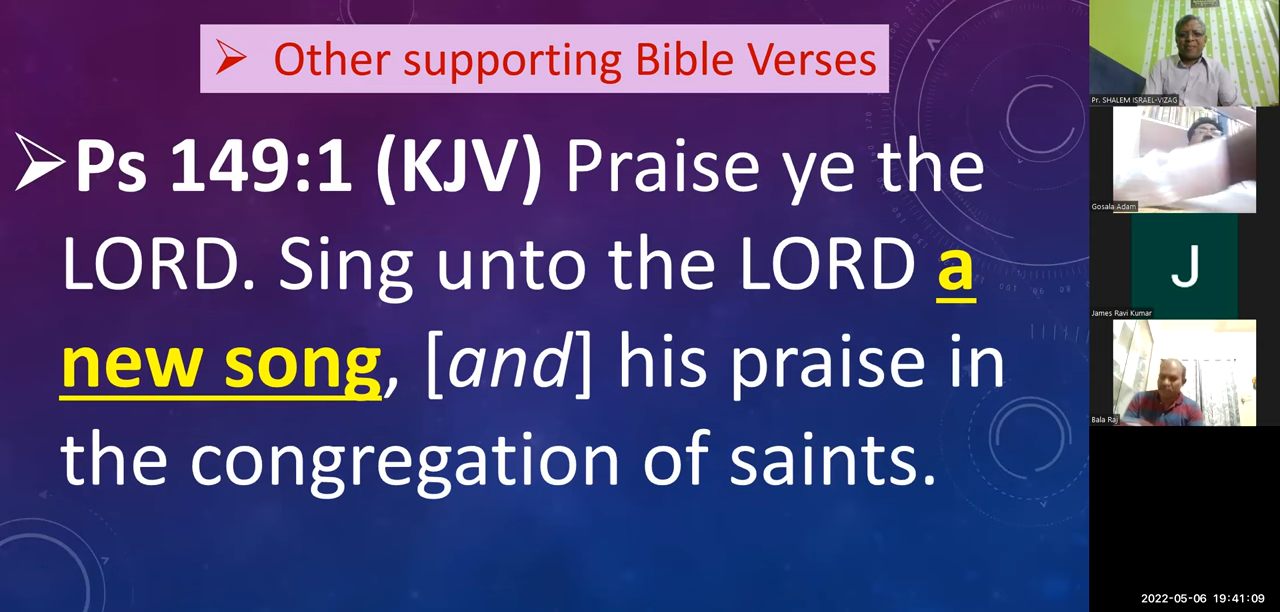 ➢ Other supporting Bible Verses
➢Ps 149:1 (KJV) Praise ye the
LORD. Sing unto the LORD a
new song, [and] his praise in
the congregation of saints.
Pr. SHALEM ISRAEL-VIZAG
Gosala Adam
J
James Ravi Kumar
Bala Raj
2022-05-06 19:41:09